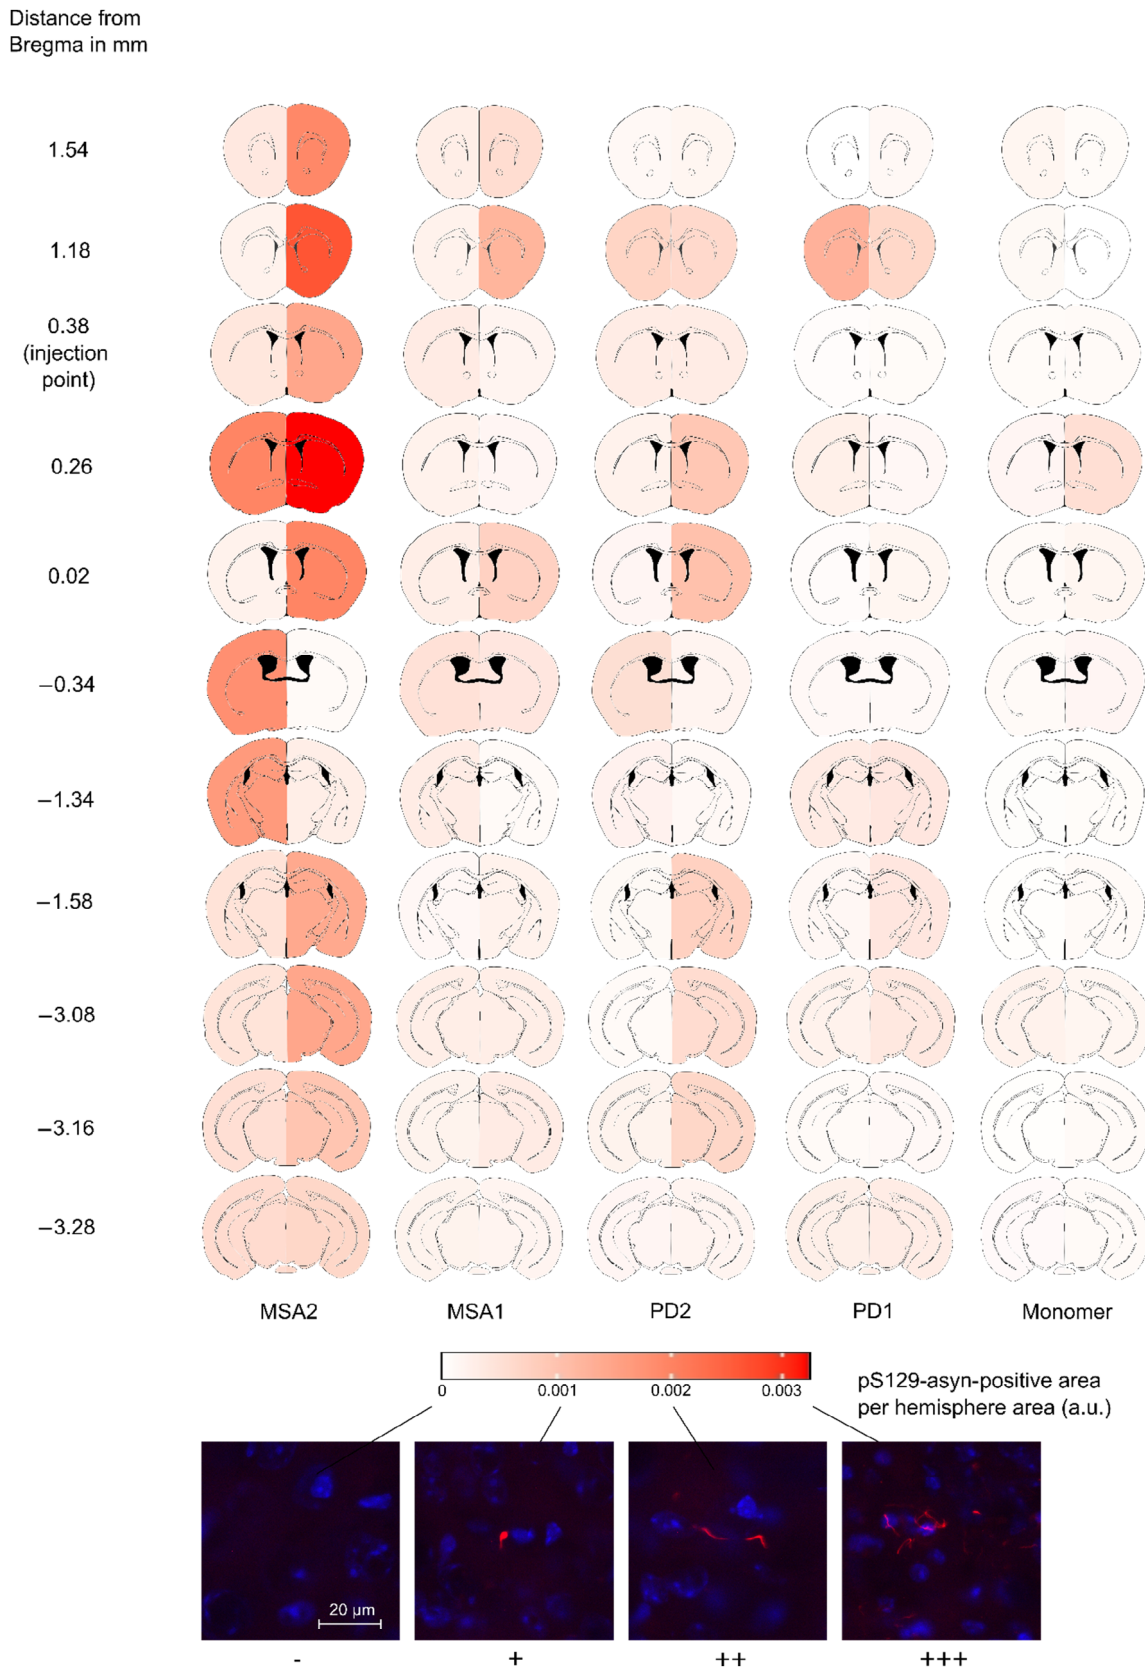 Distance from
Bregma in mm
1.54
1.18
0.38
(injection
point)
0.26
0.02
−0.34
−1.34
−1.58
−3.08
−3.16
−3.28
MSA2 MSA1 PD2 PD1 Monomer
0 0.001 0.002 0.003
pS129-asyn-positive area
per hemisphere area (a.u.)
20 µm
- + ++ +++